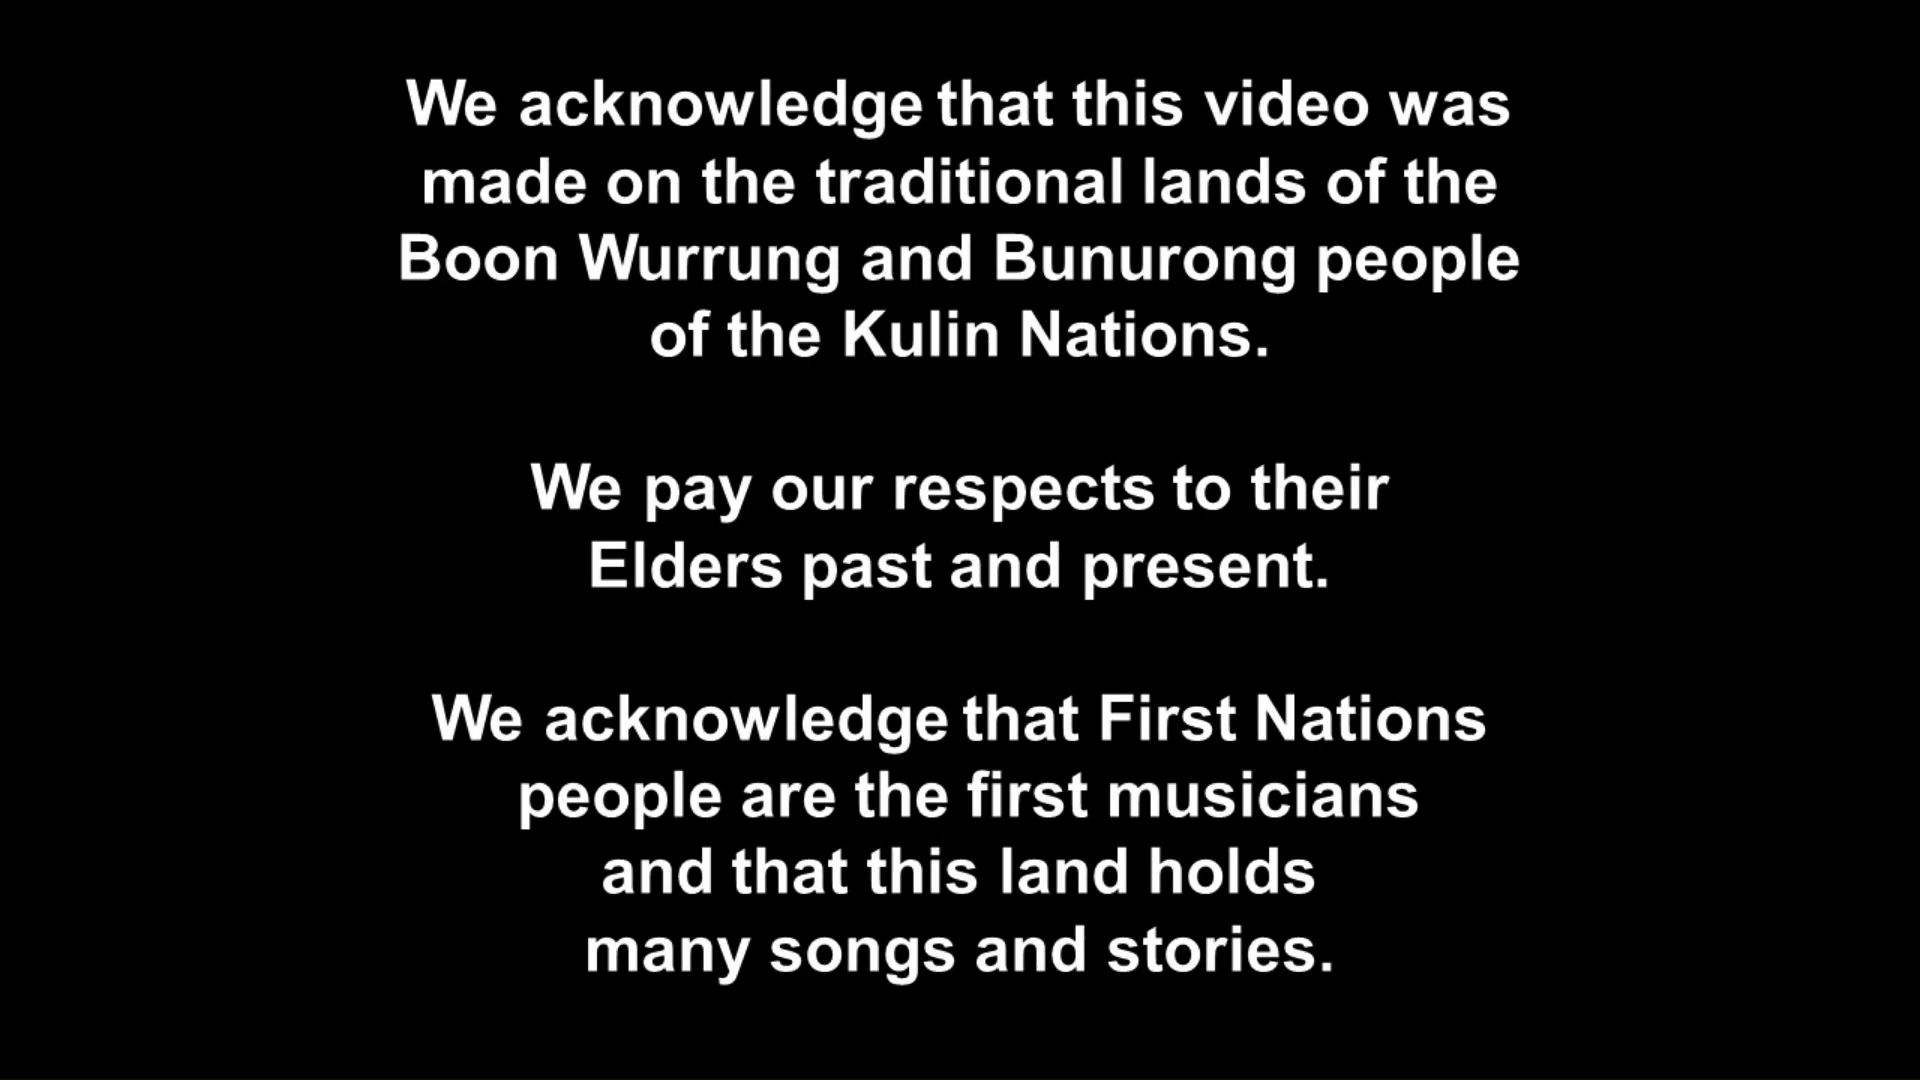 We acknowledge that this video was
made on the traditional lands of the
Boon Wurrung and Bunurong people
of the Kulin Nations.
We pay our respects to their
Elders past and present.
We acknowledge that First Nations
people are the first musicians
and that this land holds
many songs and stories.